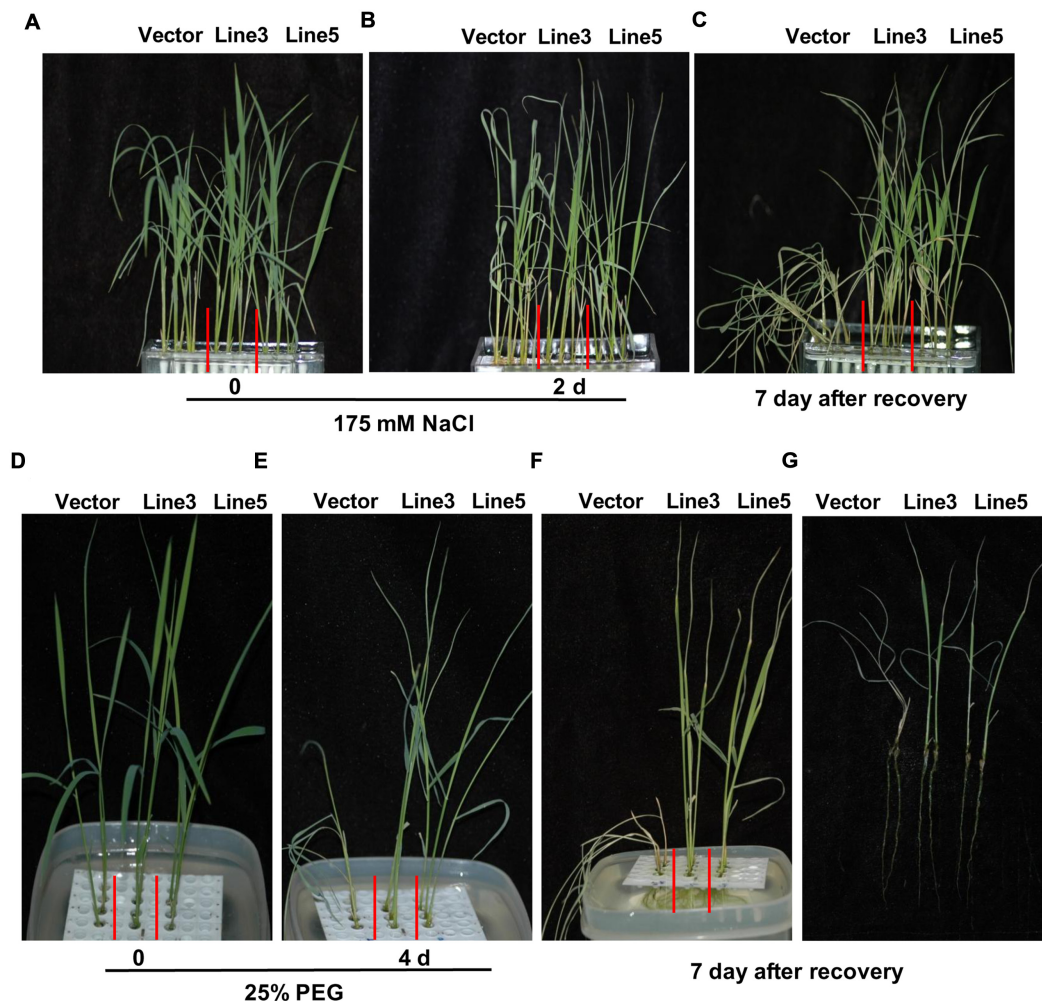 A
B
C
Vector Line3 Line5
Vector Line3 Line5
Vector Line3 Line5
0
2 d
175 mM NaCl
7 day after recovery
D
E
F
G
Vector Line3 Line5
Vector Line3 Line5
Vector Line3 Line5
Vector Line3 Line5
0
4 d
25% PEG
7 day after recovery